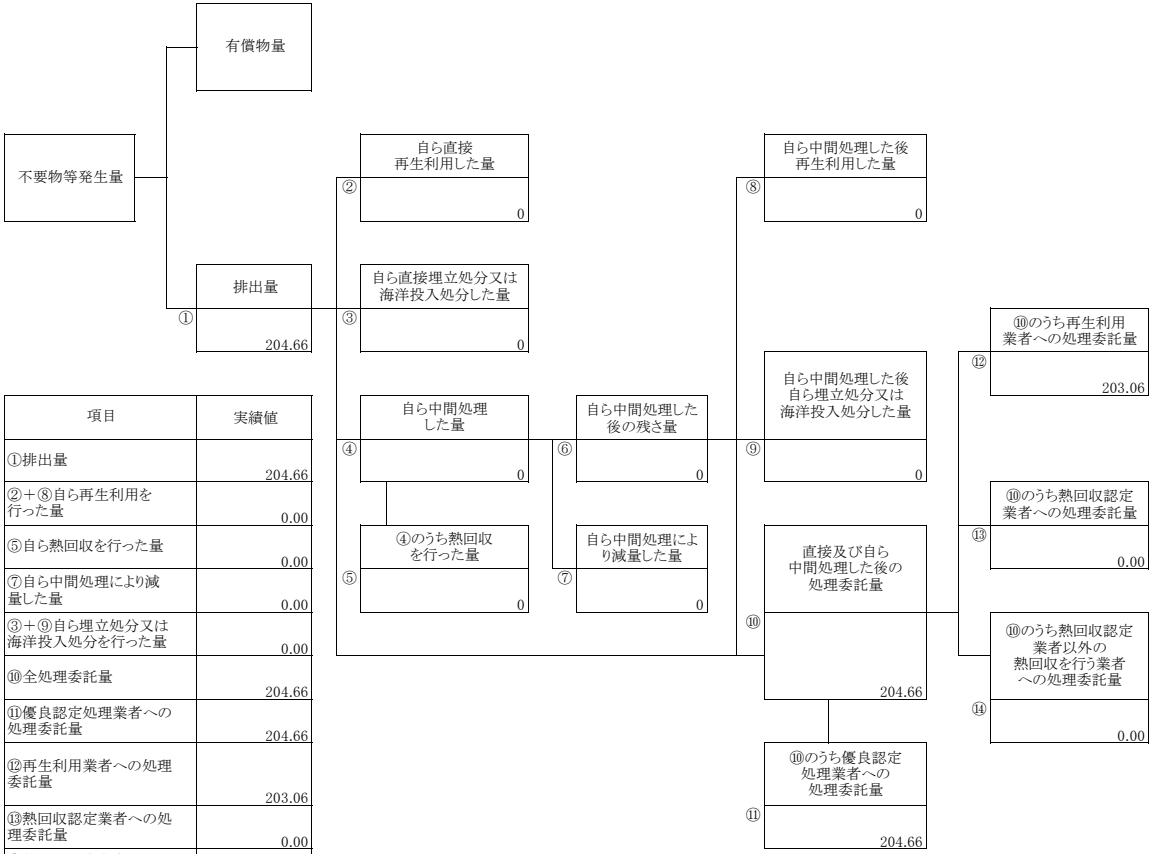 有償物量
不要物等発生量
自ら直接
再生利用した量
②
0
自ら中間処理した後
再生利用した量
⑧
0
排出量
①
204.66
自ら直接埋立処分又は
海洋投入処分した量
③
0
⑩のうち再生利用
業者への処理委託量
⑫
203.06
自ら中間処理した後
自ら埋立処分又は
海洋投入処分した量
⑨
0
自ら中間処理
した量
④
0
自ら中間処理した
後の残さ量
⑥
0
④のうち熱回収
を行った量
⑤
0
自ら中間処理によ
り減量した量
⑦
0
直接及び自ら
中間処理した後の
処理委託量
⑩
204.66
⑩のうち熱回収認定
業者への処理委託量
⑬
0.00
⑩のうち熱回収認定
業者以外の
熱回収を行う業者
への処理委託量
⑭
0.00
⑩のうち優良認定
処理業者への
処理委託量
⑪
204.66
項目
実績値
①排出量
204.66
②＋⑧自ら再生利用を
行った量
0.00
⑤自ら熱回収を行った量
0.00
⑦自ら中間処理により減
量した量
0.00
③＋⑨自ら埋立処分又は
海洋投入処分を行った量
0.00
⑩全処理委託量
204.66
⑪優良認定処理業者への
処理委託量
204.66
⑫再生利用業者への処理
委託量
203.06
⑬熱回収認定業者への処
理委託量
0.00